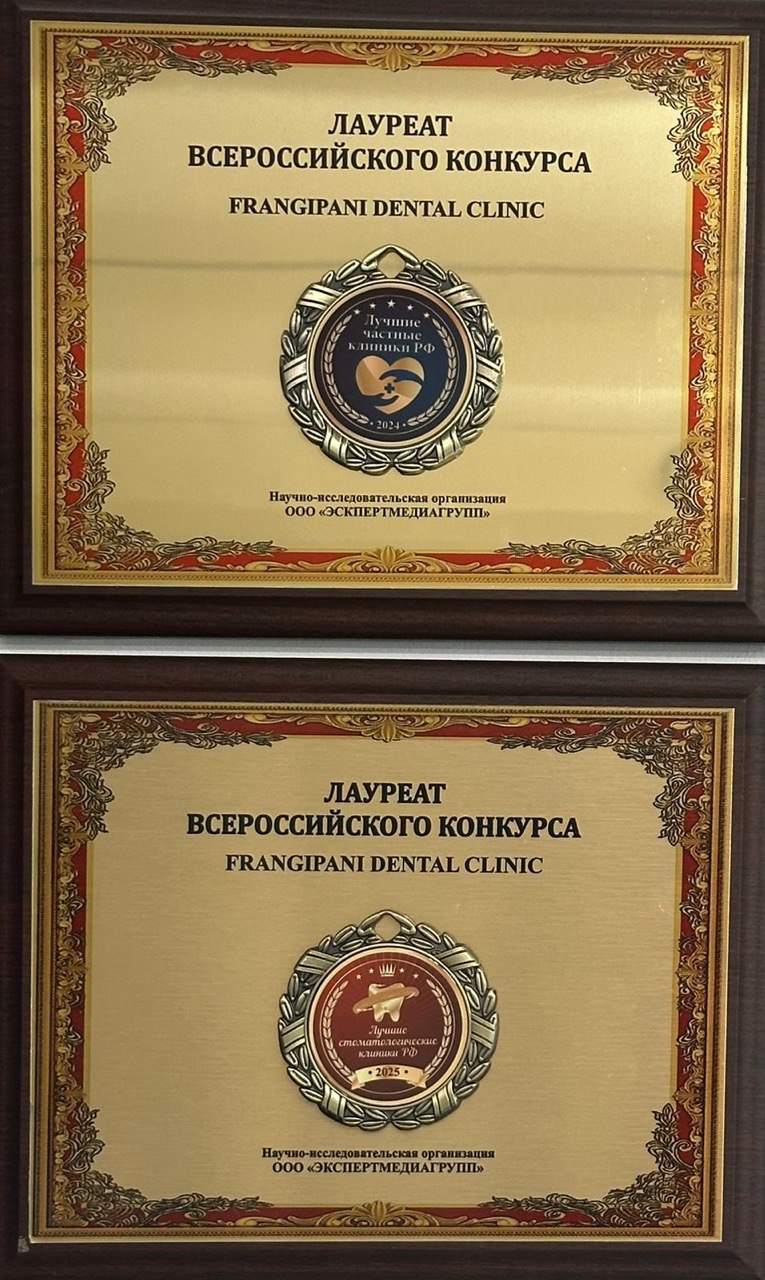 ЛАУРЕАТ
ВСЕРОССИЙСКОГО КОНКУРСА
FRANGIPANI DENTAL CLINIC
Лучшие
частные
клиники РФ
• 2024 •
Научно-исследовательская организация
ООО «ЭСКПЕРТМЕДИАГРУПП»
ЛАУРЕАТ
ВСЕРОССИЙСКОГО КОНКУРСА
FRANGIPANI DENTAL CLINIC
Лучшие
стоматологические
клиники РФ
• 2025 •
Научно-исследовательская организация
ООО «ЭКСПЕРТМЕДИАГРУПП»